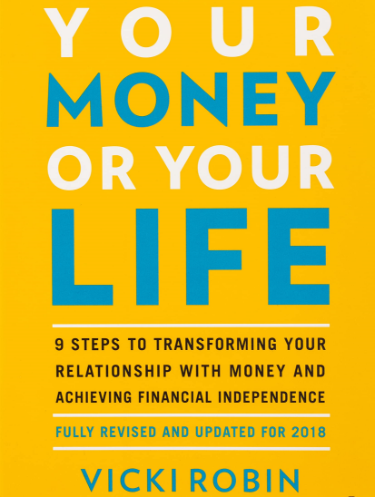 YOUR
MONEY
OR YOUR
LIFE
9 STEPS TO TRANSFORMING YOUR
RELATIONSHIP WITH MONEY AND
ACHIEVING FINANCIAL INDEPENDENCE
FULLY REVISED AND UPDATED FOR 2018
VICKI ROBIN